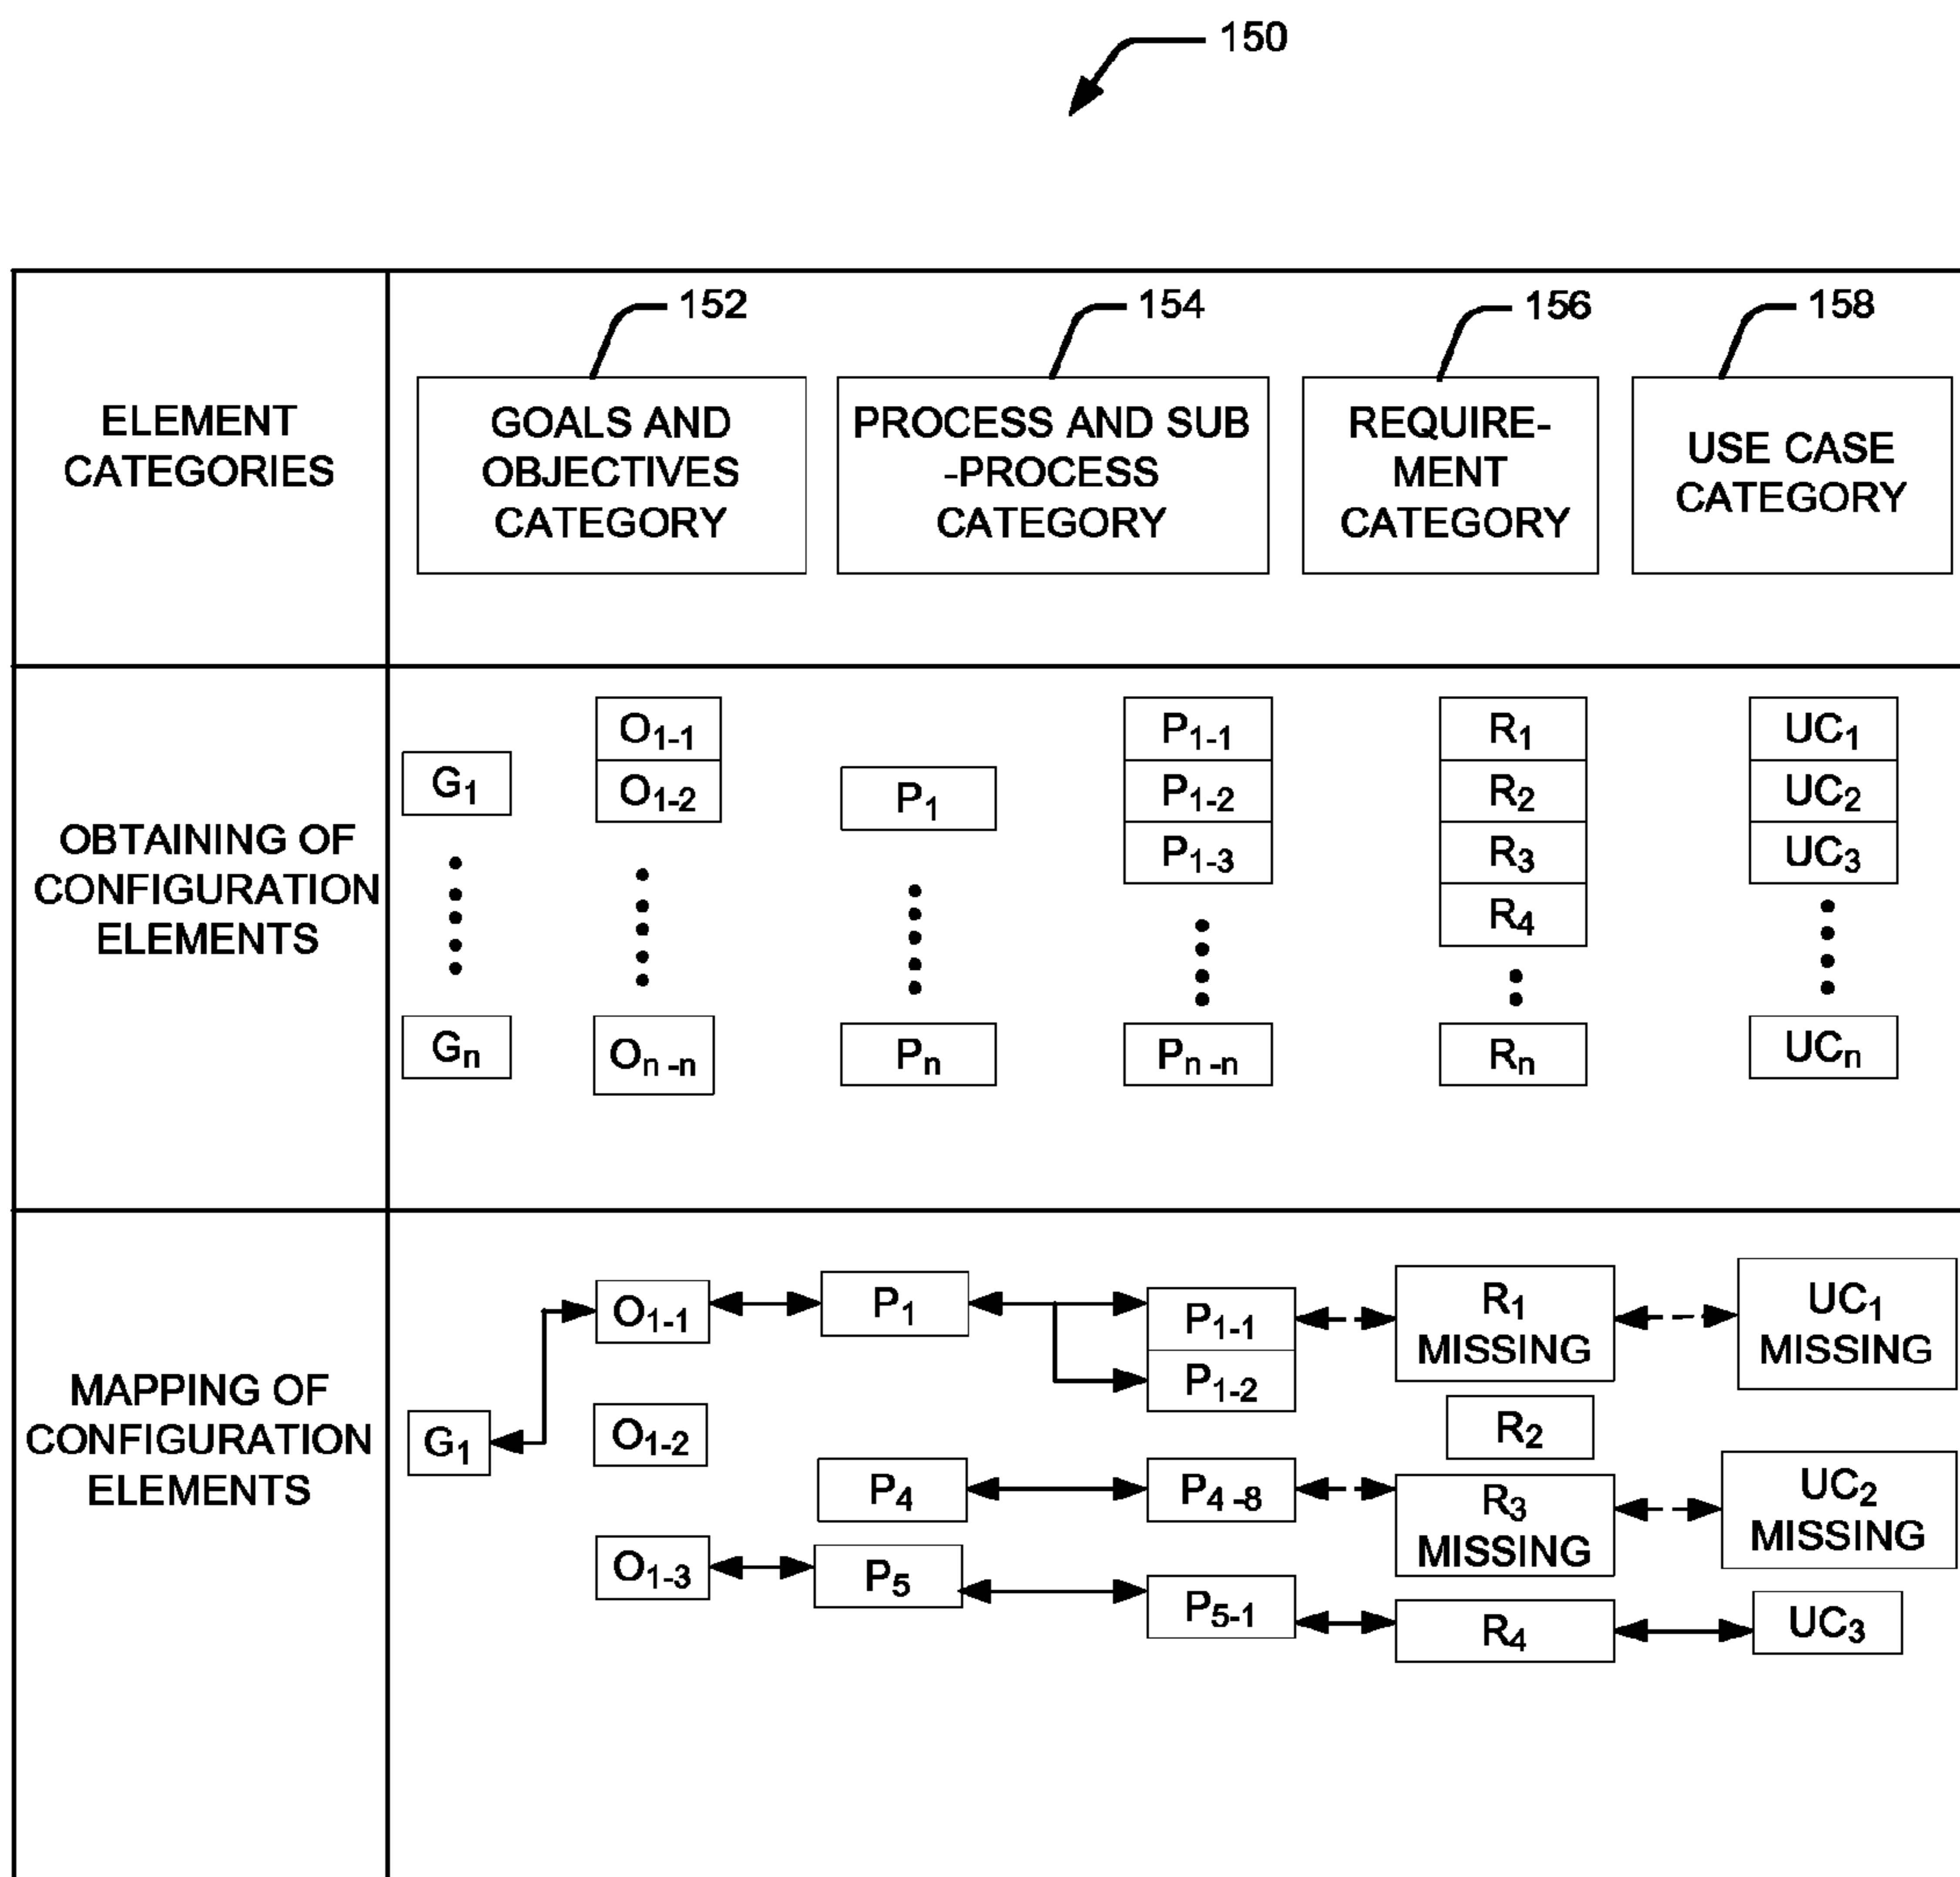 150
152
154
156
158
ELEMENT
CATEGORIES
GOALS AND
OBJECTIVES
CATEGORY
PROCESS AND SUB
-PROCESS
CATEGORY
REQUIRE-
MENT
CATEGORY
USE CASE
CATEGORY
OBTAINING OF
CONFIGURATION
ELEMENTS
G1
Gn
O1-1
O1-2
On-n
P1
Pn
P1-1
P1-2
P1-3
Pn-n
R1
R2
R3
R4
Rn
UC1
UC2
UC3
UCn
MAPPING OF
CONFIGURATION
ELEMENTS
G1
O1-1
O1-2
O1-3
P1
P4
P5
P1-1
P1-2
P4-8
P5-1
R1
MISSING
R2
R3
MISSING
R4
UC1
MISSING
UC2
MISSING
UC3